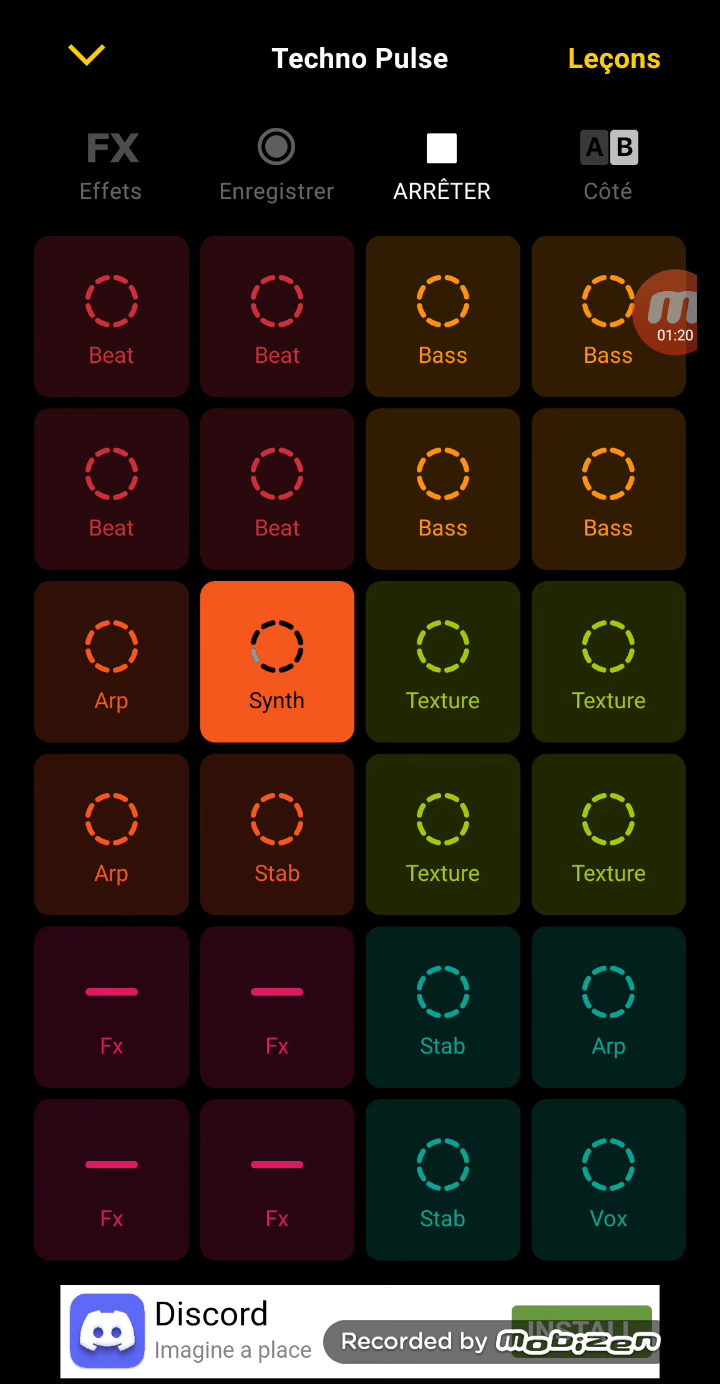 Techno Pulse
Leçons
FX
A B
Effets
Enregistrer
ARRÊTER
Côté
Beat
Beat
Bass
Bass
01:20
Beat
Beat
Bass
Bass
Arp
Synth
Texture
Texture
Arp
Stab
Texture
Texture
Fx
Fx
Stab
Arp
Fx
Fx
Stab
Vox
Discord
INSTALL
Imagine a place
Recorded by mobizen